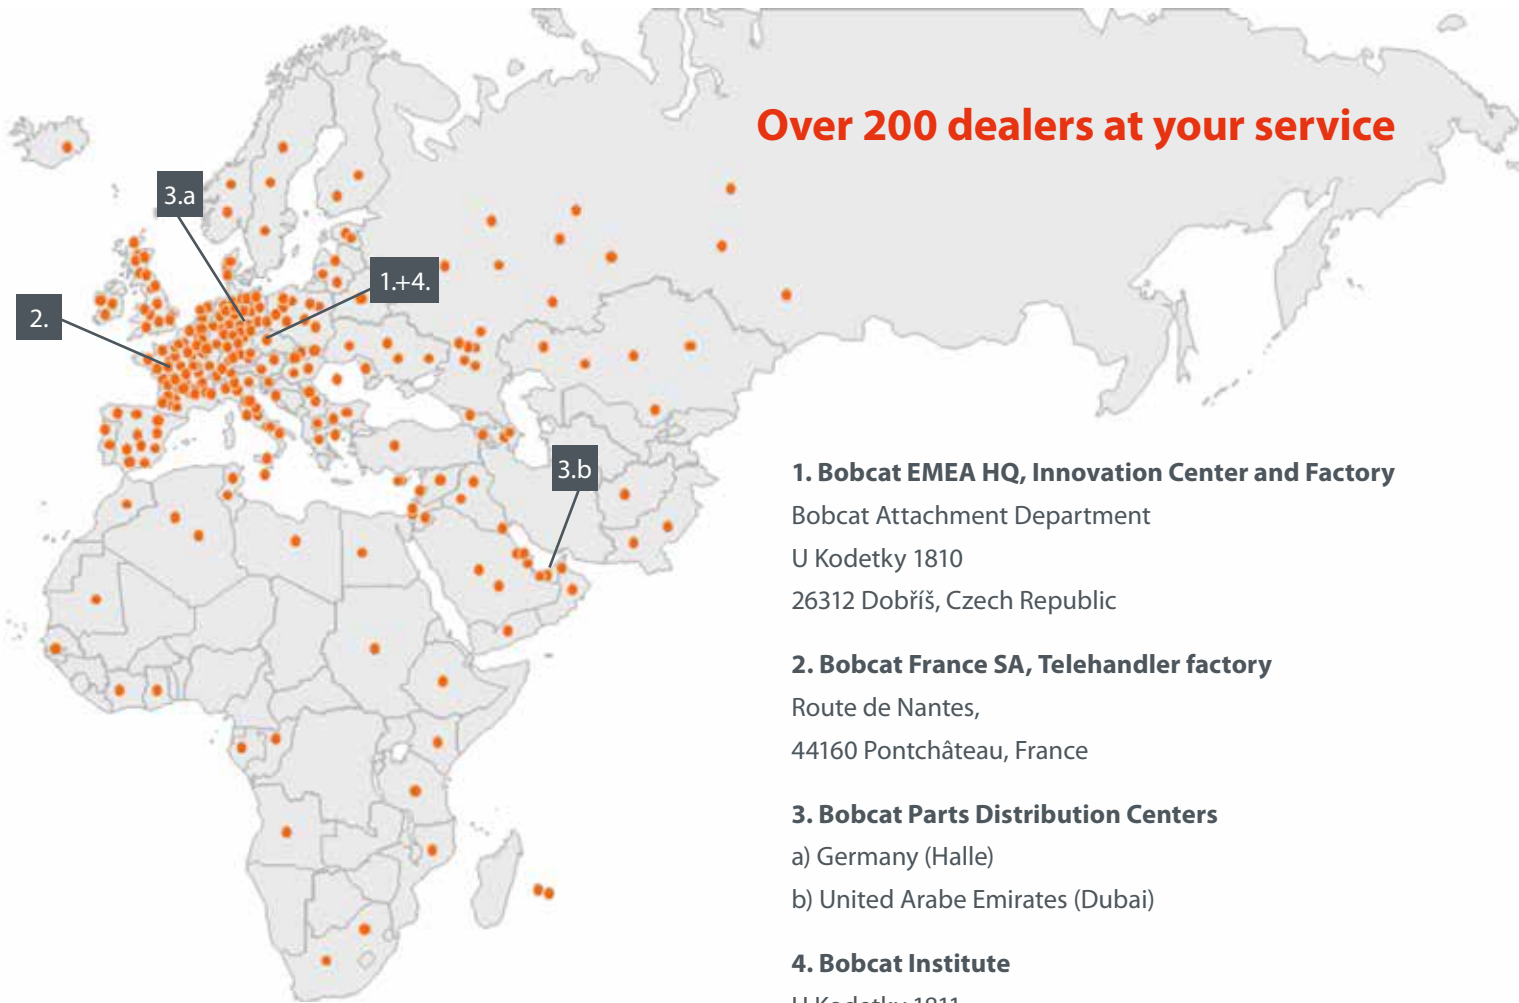 Over 200 dealers at your service
3.a
1.+4.
2.
3.b
1. Bobcat EMEA HQ, Innovation Center and Factory
Bobcat Attachment Department
U Kodetky 1810
26312 Dobříš, Czech Republic
2. Bobcat France SA, Telehandler factory
Route de Nantes,
44160 Pontchâteau, France
3. Bobcat Parts Distribution Centers
a) Germany (Halle)
b) United Arabe Emirates (Dubai)
4. Bobcat Institute
U Kodetky 1811